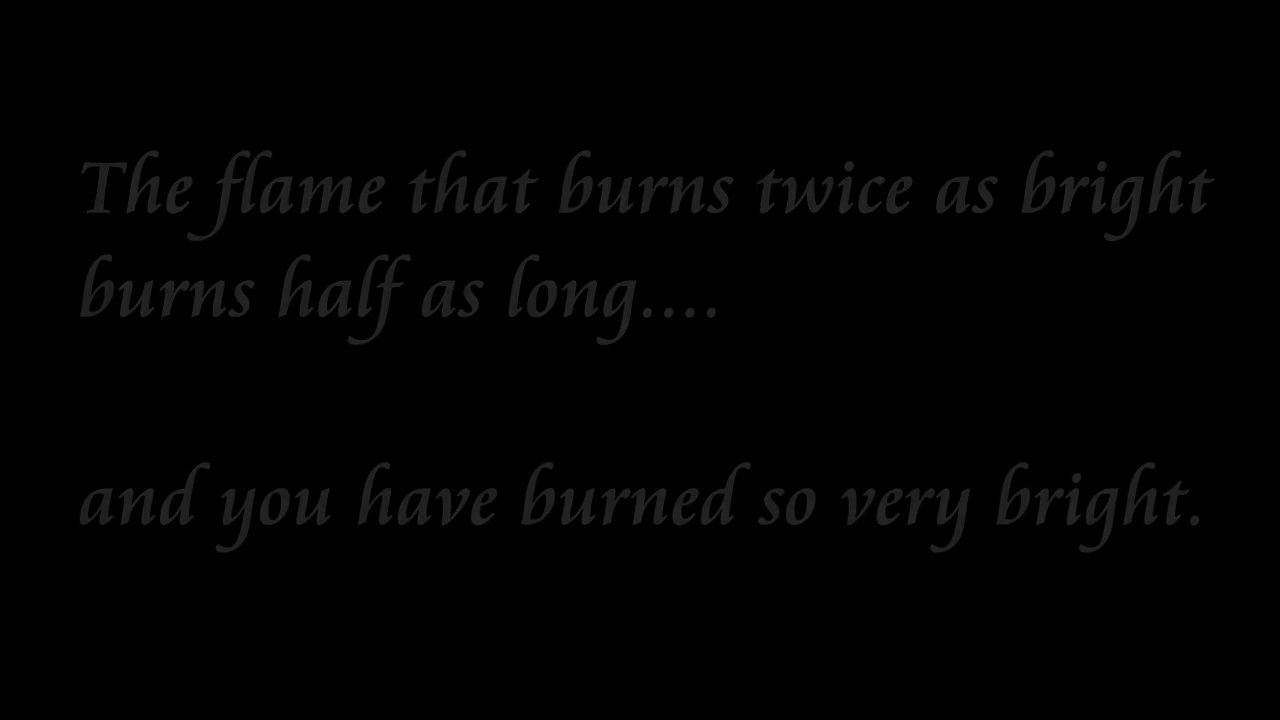 The flame that burns twice as bright
burns half as long....
and you have burned so very bright.